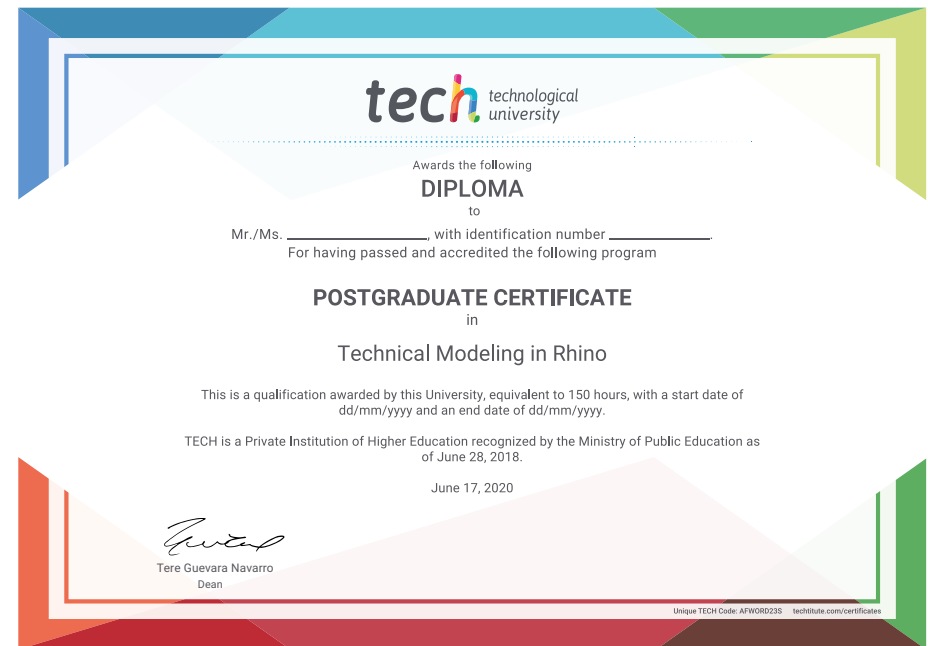 tech technological
university
Awards the following
DIPLOMA
to
Mr./Ms. ____________________, with identification number ______________.
For having passed and accredited the following program
POSTGRADUATE CERTIFICATE
in
Technical Modeling in Rhino
This is a qualification awarded by this University, equivalent to 150 hours, with a start date of
dd/mm/yyyy and an end date of dd/mm/yyyy.
TECH is a Private Institution of Higher Education recognized by the Ministry of Public Education as
of June 28, 2018.
June 17, 2020
Tere Guevara Navarro
Dean
Unique TECH Code: AFWORD23S techtitute.com/certificates